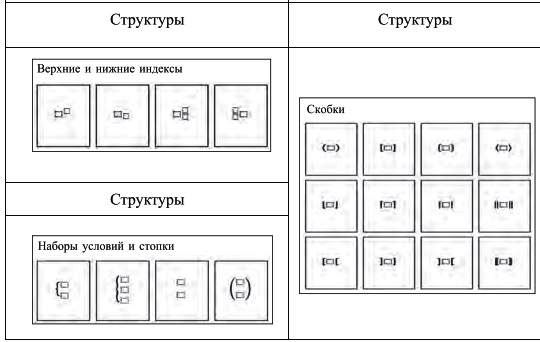 Структуры
Верхние и нижние индексы
Структуры
Наборы условий и стопки
Структуры
Скобки